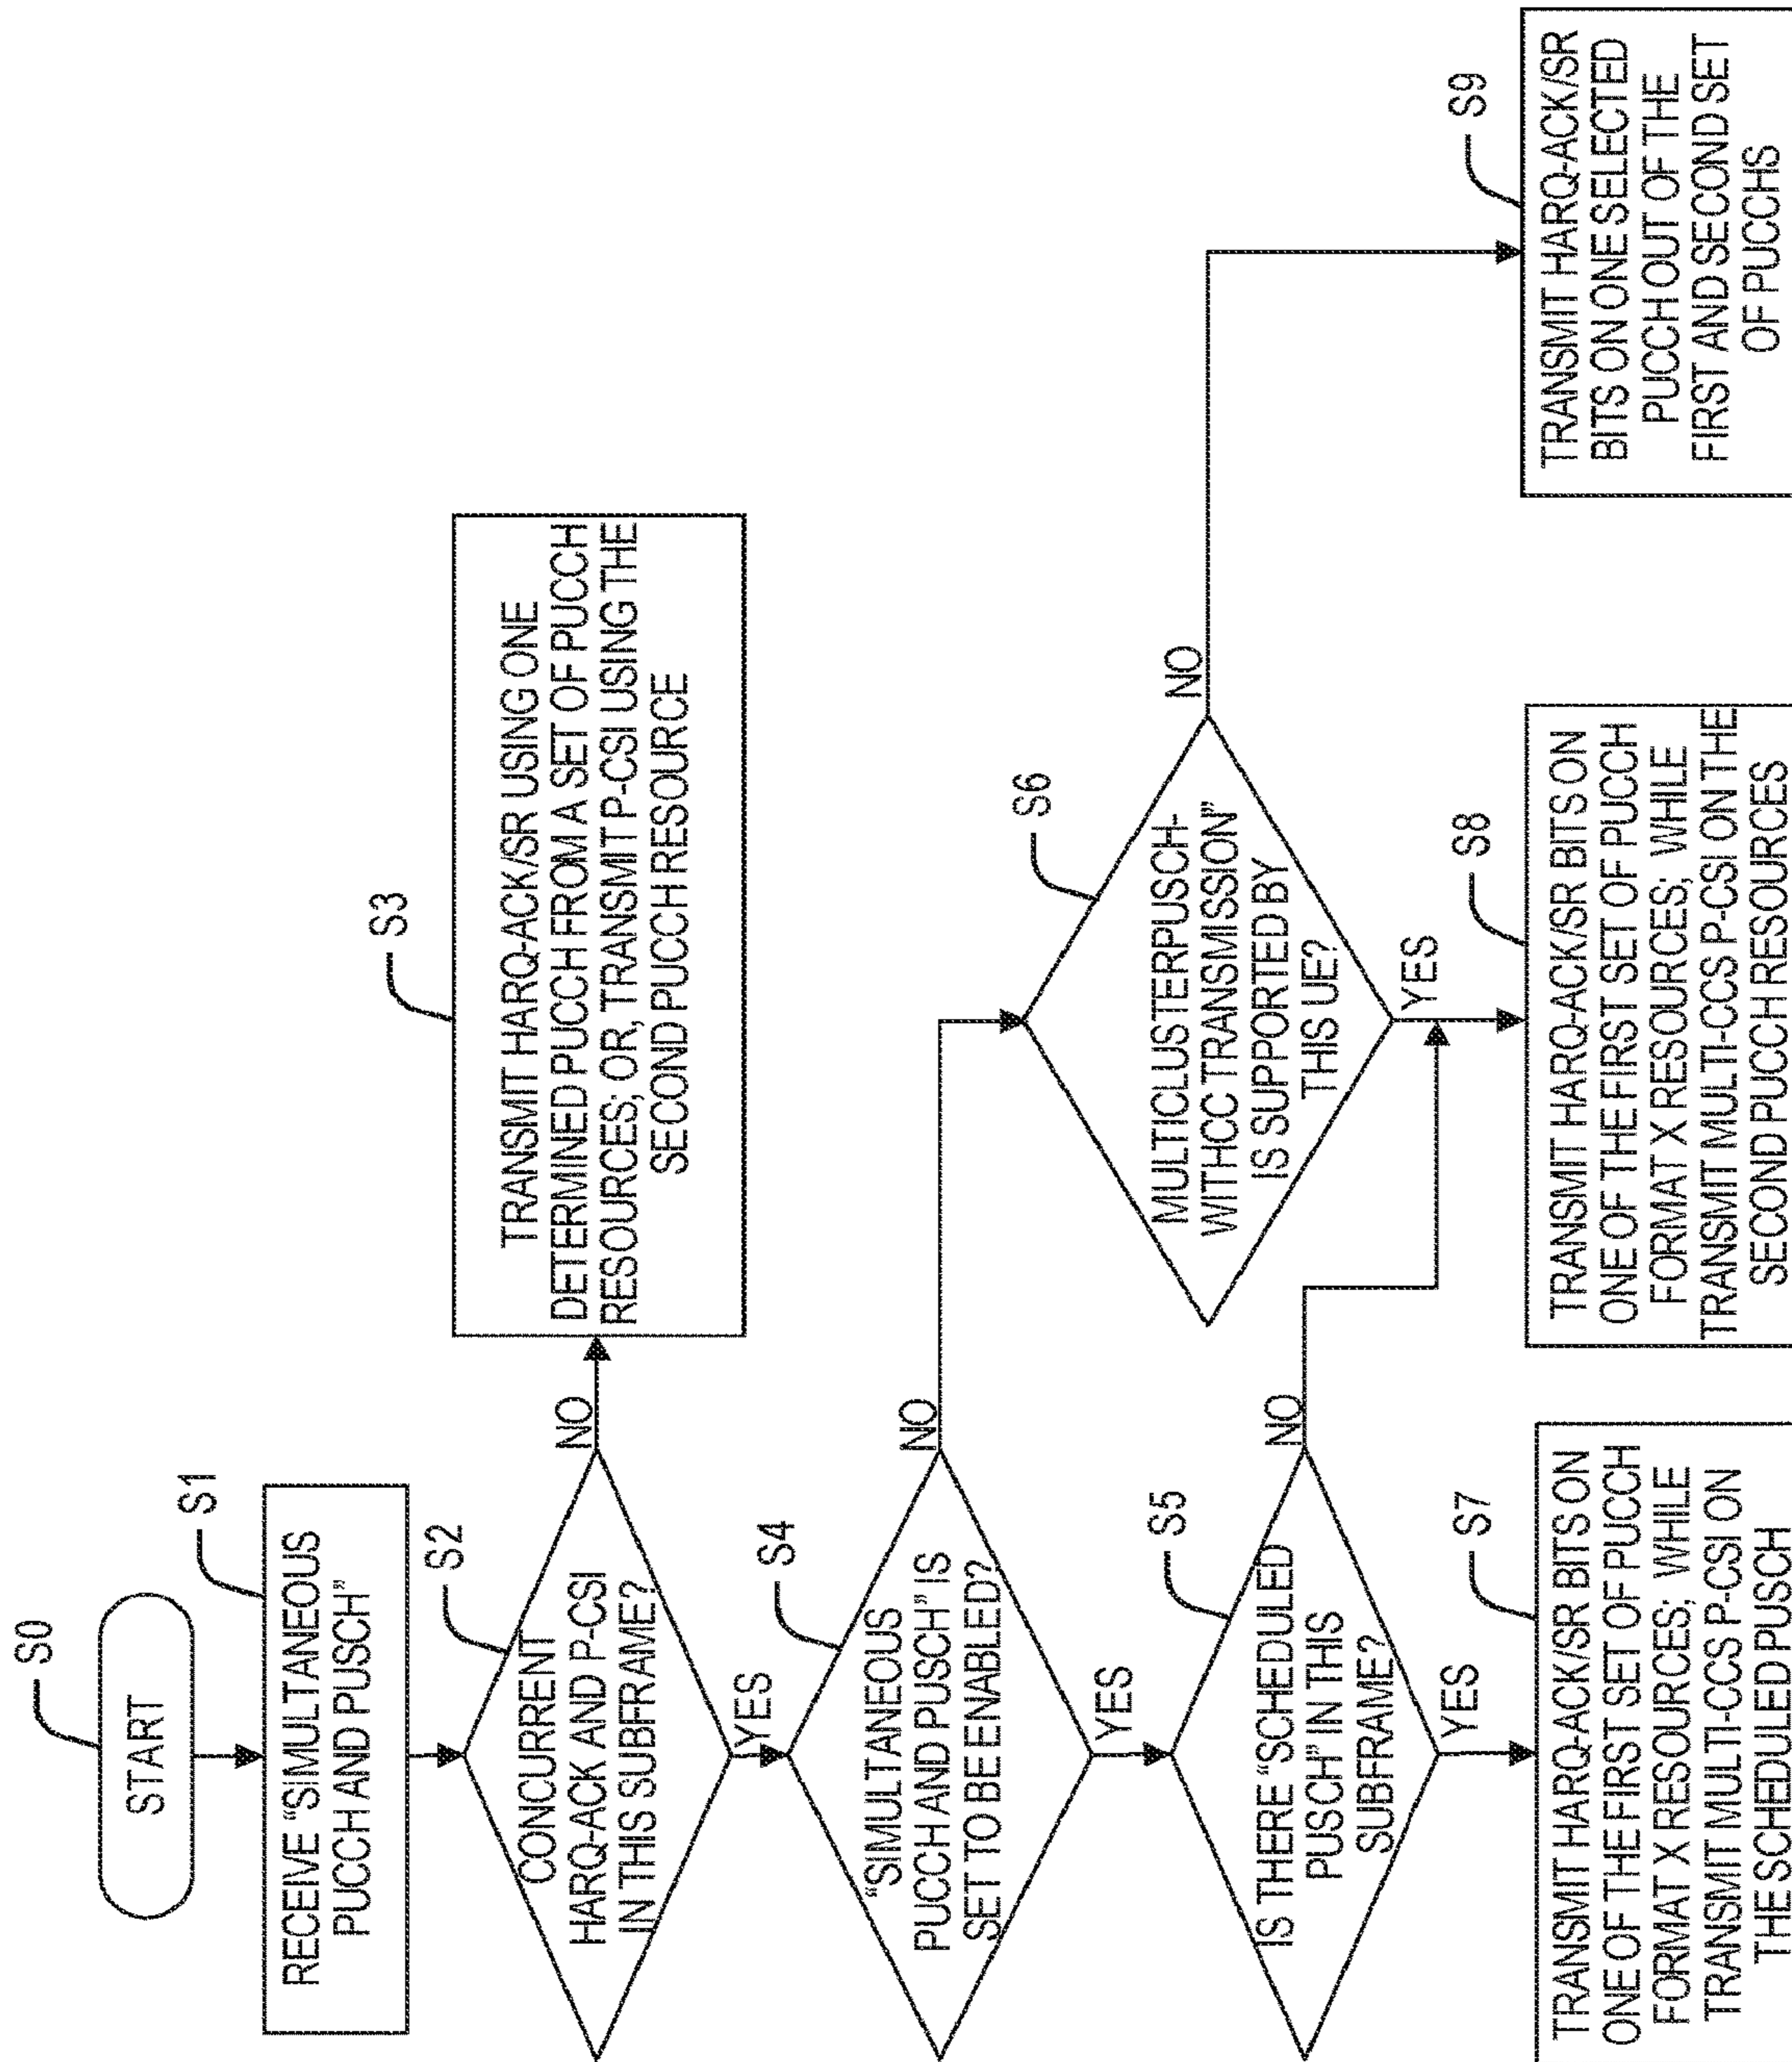 S0
START
S1
RECEIVE "SIMULTANEOUS
PUCCH AND PUSCH"
S2
CONCURRENT
HARQ-ACK AND P-CSI
IN THIS SUBFRAME?
NO
YES
S3
TRANSMIT HARQ-ACK/SR USING ONE
DETERMINED PUCCH FROM A SET OF PUCCH
RESOURCES; OR, TRANSMIT P-CSI USING THE
SECOND PUCCH RESOURCE
S4
"SIMULTANEOUS
PUCCH AND PUSCH" IS
SET TO BE ENABLED?
NO
YES
S5
IS THERE "SCHEDULED
PUSCH" IN THIS
SUBFRAME?
NO
YES
S6
MULTICLUSTERPUSCH-
WITHCC TRANSMISSION"
IS SUPPORTED BY
THIS UE?
NO
YES
S7
TRANSMIT HARQ-ACK/SR BITS ON
ONE OF THE FIRST SET OF PUCCH
FORMAT X RESOURCES; WHILE
TRANSMIT MULTI-CCS P-CSI ON
THE SCHEDULED PUSCH
S8
TRANSMIT HARQ-ACK/SR BITS ON
ONE OF THE FIRST SET OF PUCCH
FORMAT X RESOURCES; WHILE
TRANSMIT MULTI-CCS P-CSI ON THE
SECOND PUCCH RESOURCES
S9
TRANSMIT HARQ-ACK/SR
BITS ON ONE SELECTED
PUCCH OUT OF THE
FIRST AND SECOND SET
OF PUCCHS